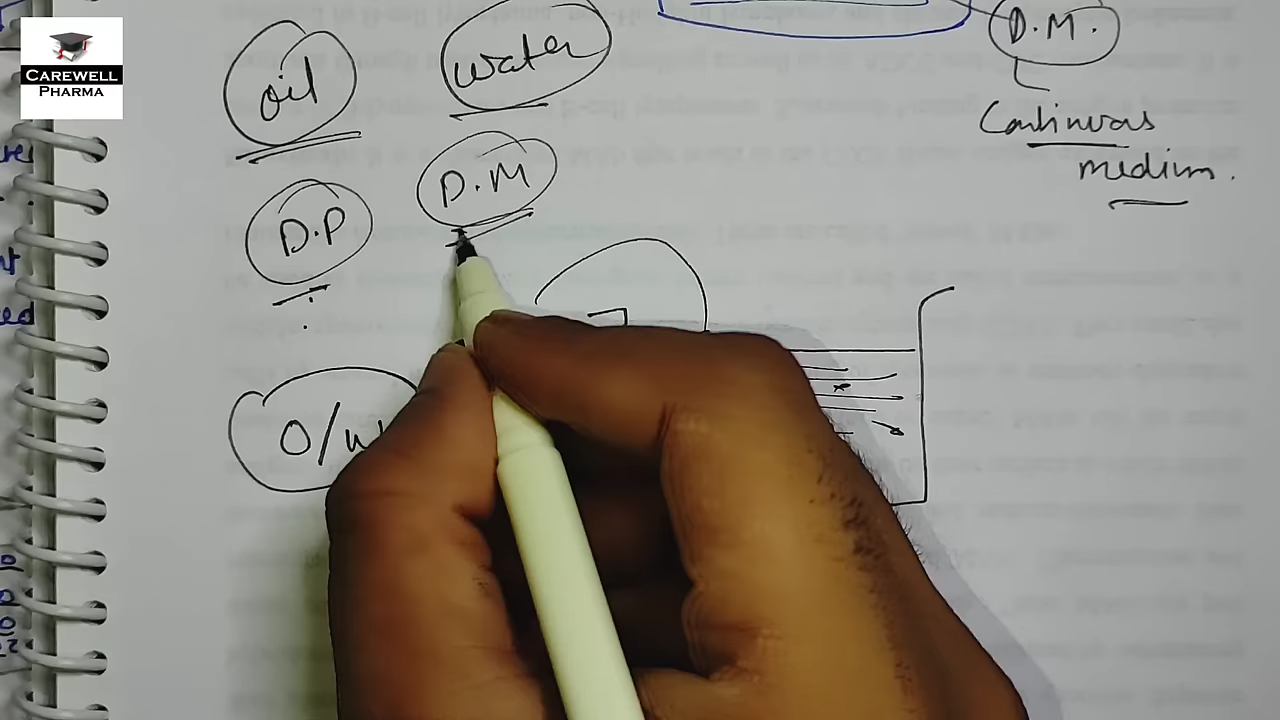 CAREWELL
PHARMA
oil
water
D.M.
Continuous
medium.
D.P
D.M
O/w